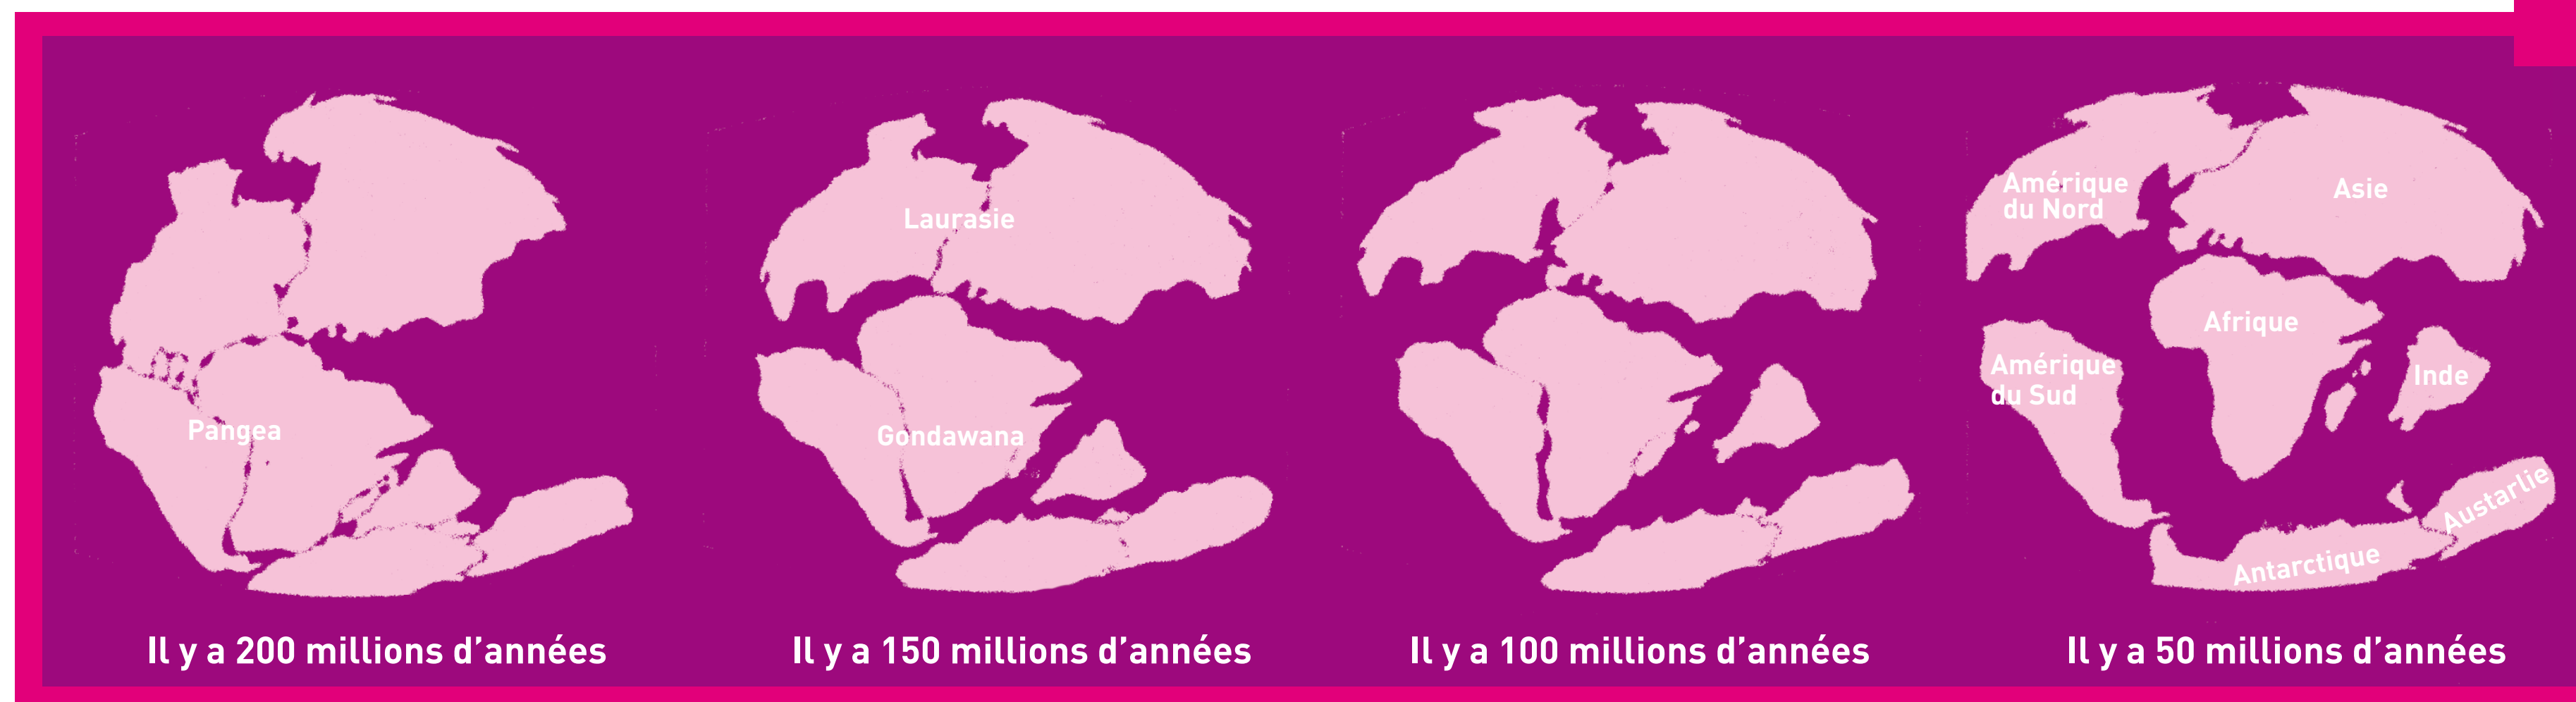 Pangea
Il y a 200 millions d’années
Laurasie
Gondawana
Il y a 150 millions d’années
Il y a 100 millions d’années
Amérique
du Nord
Asie
Afrique
Amérique
du Sud
Inde
Austarlie
Antarctique
Il y a 50 millions d’années